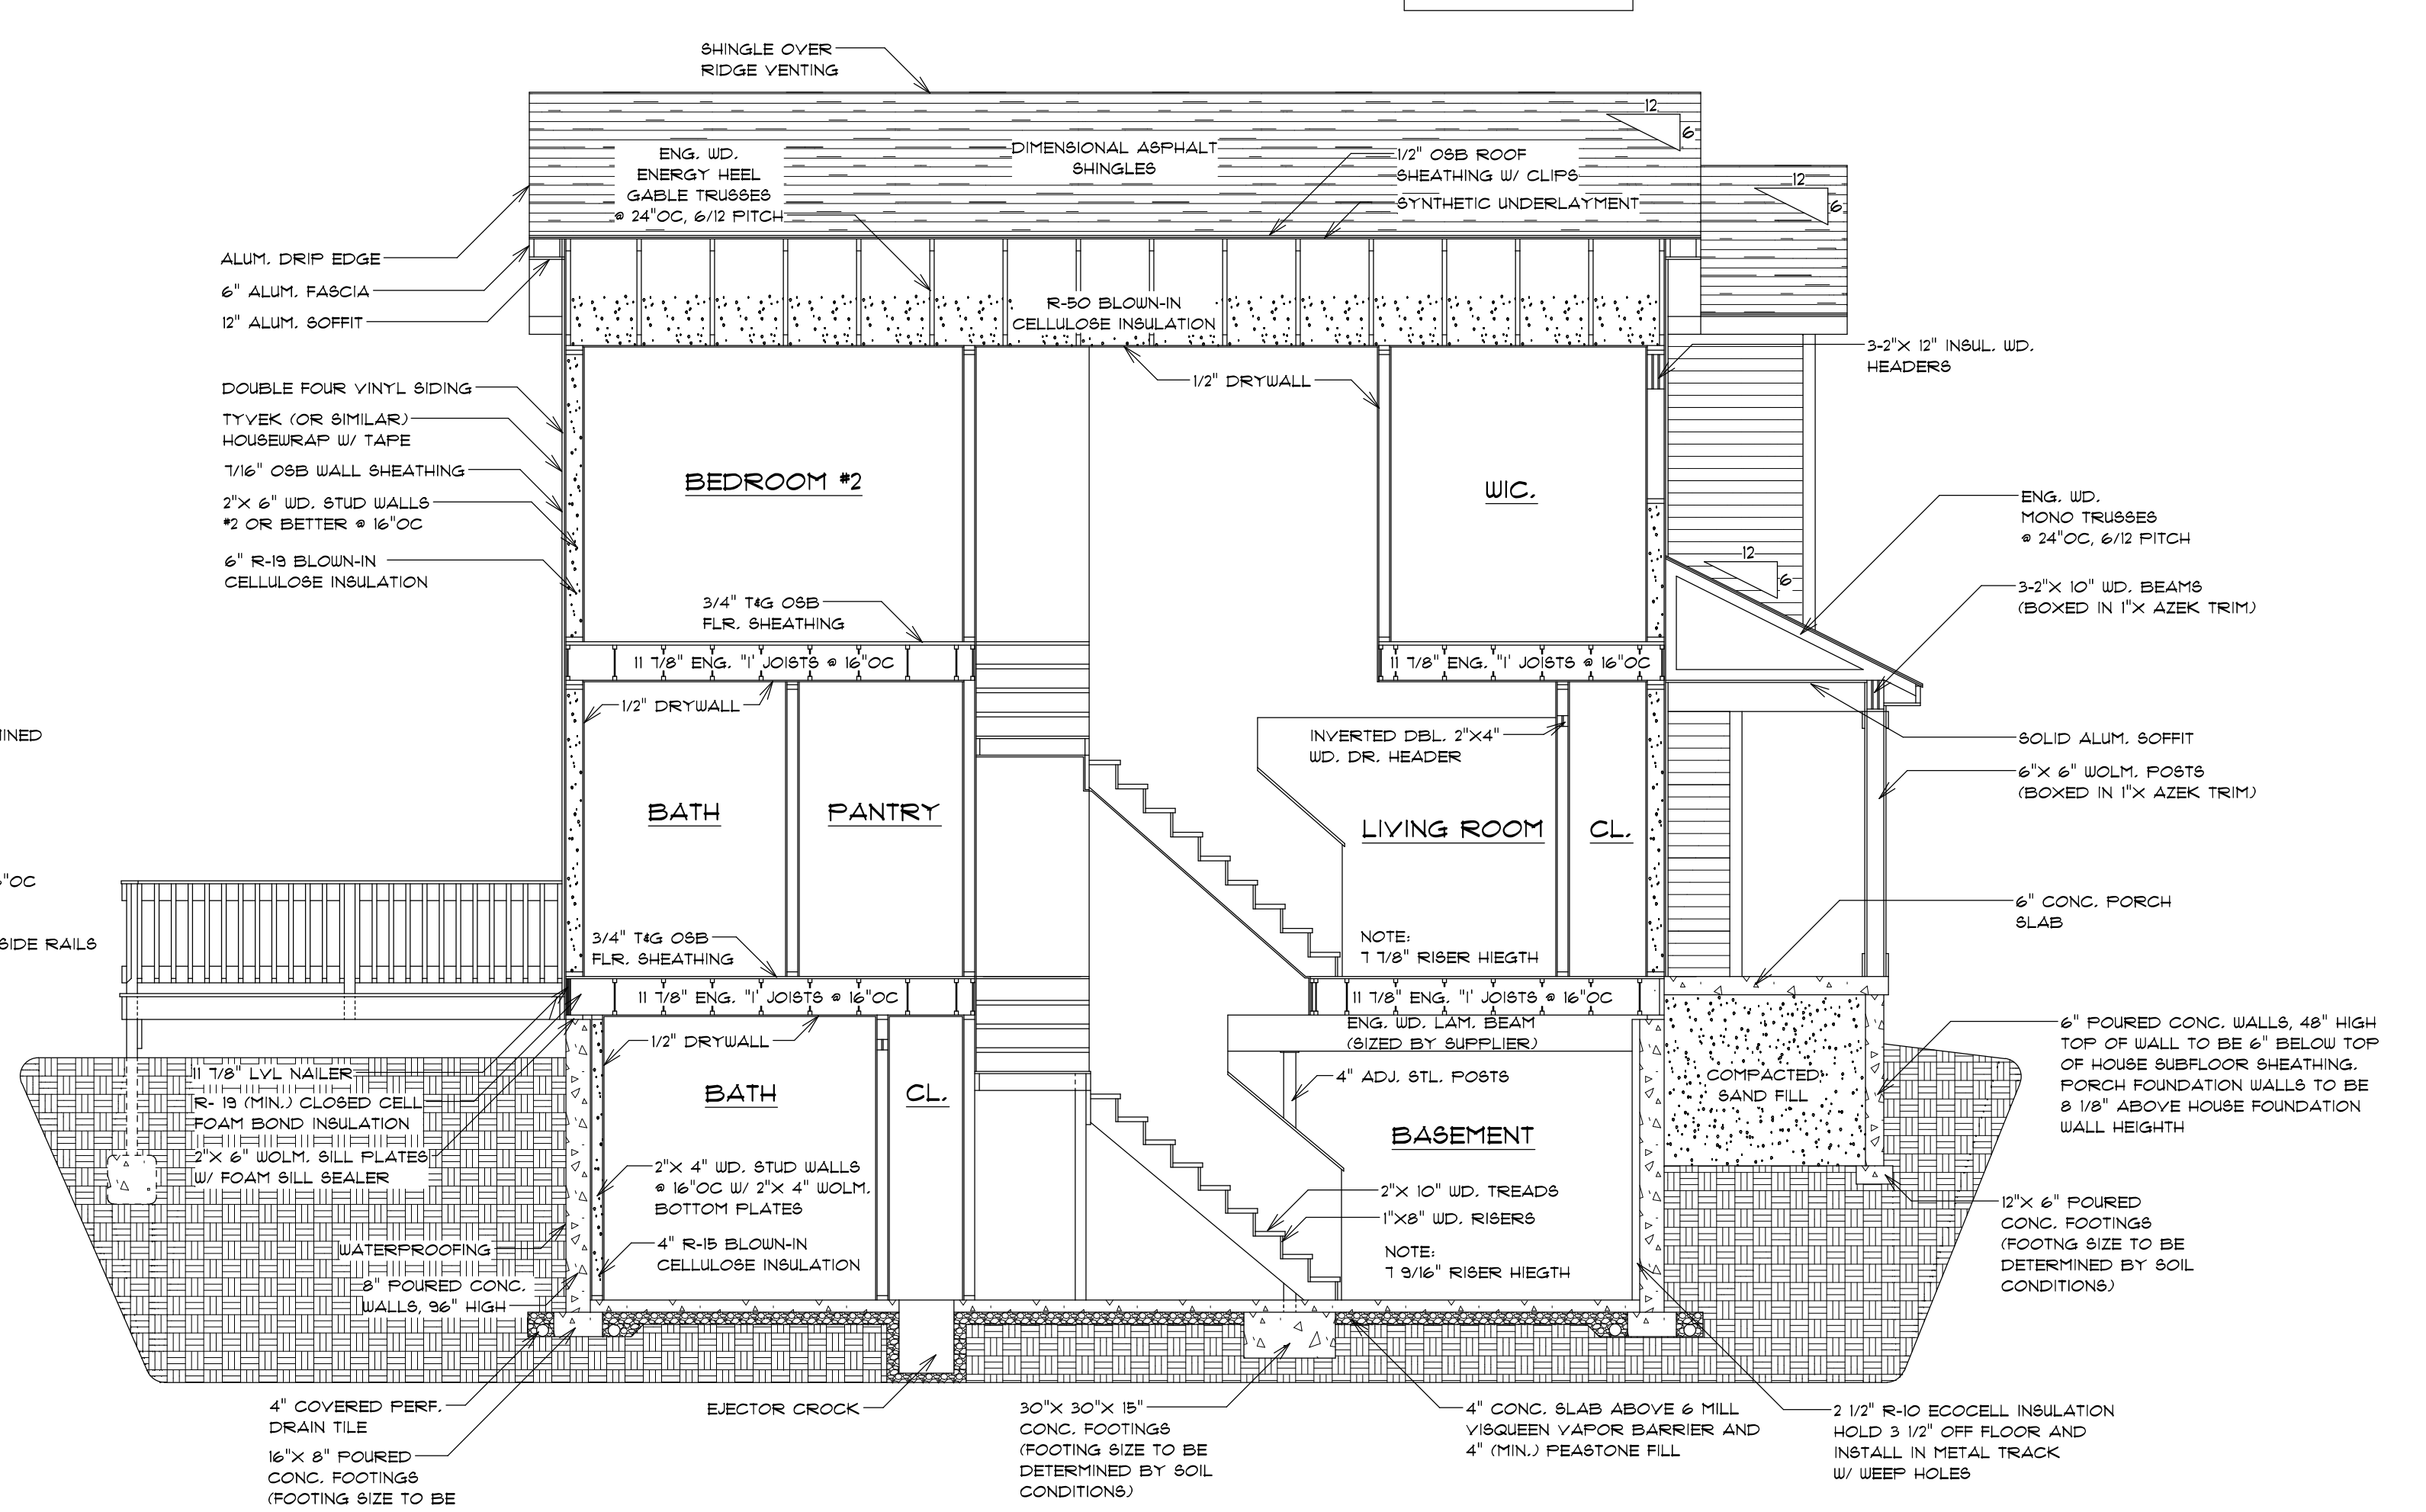 SHINGLE OVER
RIDGE VENTING
12
6
ENG. WD.
ENERGY HEEL
GABLE TRUSSES
@ 24"OC, 6/12 PITCH
DIMENSIONAL ASPHALT
SHINGLES
1/2" OSB ROOF
SHEATHING W/ CLIPS
SYNTHETIC UNDERLAYMENT
12
6
ALUM. DRIP EDGE
6" ALUM. FASCIA
12" ALUM. SOFFIT
R-50 BLOWN-IN
CELLULOSE INSULATION
3-2"X 12" INSUL. WD.
HEADERS
1/2" DRYWALL
DOUBLE FOUR VINYL SIDING
TYVEK (OR SIMILAR)
HOUSEWRAP W/ TAPE
7/16" OSB WALL SHEATHING
2"X 6" WD. STUD WALLS
#2 OR BETTER @ 16"OC
6" R-19 BLOWN-IN
CELLULOSE INSULATION
BEDROOM #2
WIC.
ENG. WD.
MONO TRUSSES
@ 24"OC, 6/12 PITCH
12
6
3-2"X 10" WD. BEAMS
(BOXED IN 1"X AZEK TRIM)
3/4" T&G OSB
FLR. SHEATHING
11 7/8" ENG. "I' JOISTS @ 16"OC
11 7/8" ENG. "I' JOISTS @ 16"OC
1/2" DRYWALL
INVERTED DBL. 2"X4"
WD. DR. HEADER
SOLID ALUM. SOFFIT
6"X 6" WOLM. POSTS
(BOXED IN 1"X AZEK TRIM)
INED
BATH
PANTRY
LIVING ROOM
CL.
"OC
SIDE RAILS
3/4" T&G OSB
FLR. SHEATHING
NOTE:
7 7/8" RISER HIEGTH
6" CONC. PORCH
SLAB
11 7/8" ENG. "I' JOISTS @ 16"OC
11 7/8" ENG. "I' JOISTS @ 16"OC
ENG. WD. LAM. BEAM
(SIZED BY SUPPLIER)
1/2" DRYWALL
4" ADJ. STL. POSTS
6" POURED CONC. WALLS, 48" HIGH
TOP OF WALL TO BE 6" BELOW TOP
OF HOUSE SUBFLOOR SHEATHING.
PORCH FOUNDATION WALLS TO BE
8 1/8" ABOVE HOUSE FOUNDATION
WALL HEIGHTH
11 7/8" LVL NAILER
R- 19 (MIN.) CLOSED CELL
FOAM BOND INSULATION
2"X 6" WOLM. SILL PLATES
W/ FOAM SILL SEALER
BATH
CL.
BASEMENT
COMPACTED
SAND FILL
2"X 4" WD. STUD WALLS
@ 16"OC W/ 2"X 4" WOLM.
BOTTOM PLATES
2"X 10" WD. TREADS
1"X8" WD. RISERS
NOTE:
7 9/16" RISER HIEGTH
12"X 6" POURED
CONC. FOOTINGS
(FOOTNG SIZE TO BE
DETERMINED BY SOIL
CONDITIONS)
WATERPROOFING
4" R-15 BLOWN-IN
CELLULOSE INSULATION
8" POURED CONC.
WALLS, 96" HIGH
4" COVERED PERF.
DRAIN TILE
16"X 8" POURED
CONC. FOOTINGS
(FOOTING SIZE TO BE
EJECTOR CROCK
30"X 30"X 15"
CONC. FOOTINGS
(FOOTING SIZE TO BE
DETERMINED BY SOIL
CONDITIONS)
4" CONC. SLAB ABOVE 6 MILL
VISQUEEN VAPOR BARRIER AND
4" (MIN.) PEASTONE FILL
2 1/2" R-10 ECOCELL INSULATION
HOLD 3 1/2" OFF FLOOR AND
INSTALL IN METAL TRACK
W/ WEEP HOLES